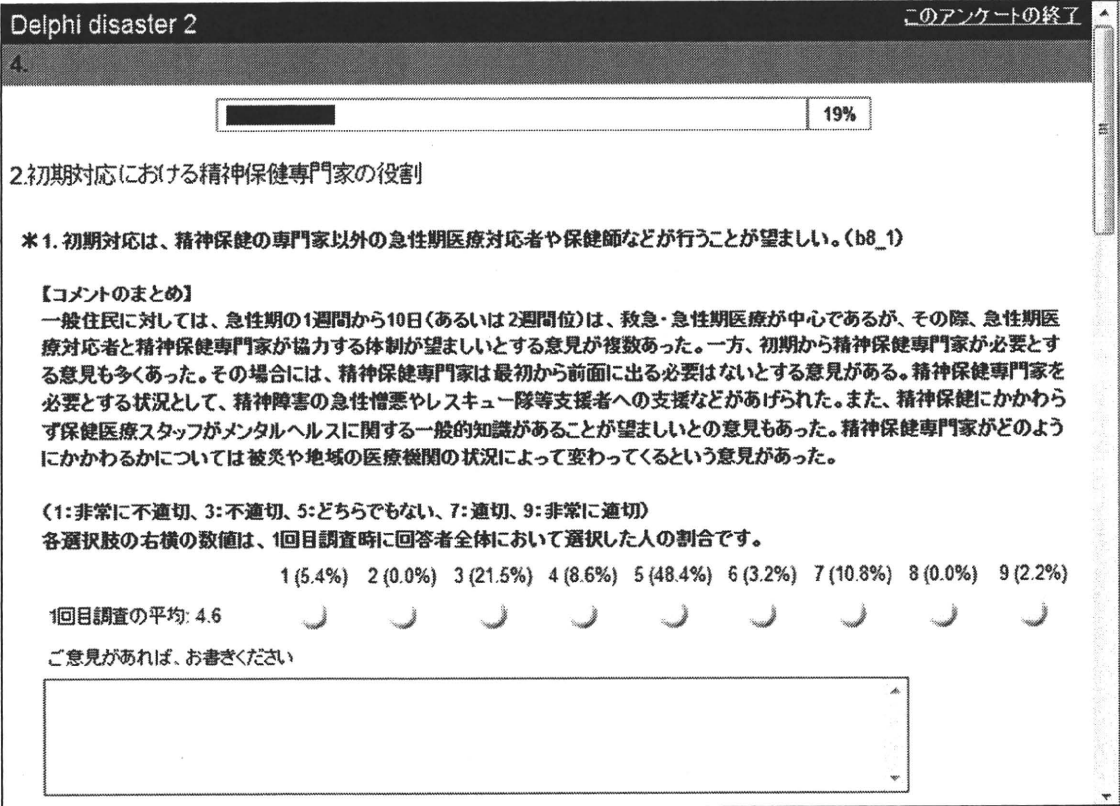 Delphi disaster 2
このアンケートの終了
4.
19%
2.初期対応における精神保健専門家の役割
*1. 初期対応は、精神保健の専門家以外の急性期医療対応者や保健師などが行うことが望ましい。(b8_1)
【コメントのまとめ】
一般住民に対しては、急性期の1週間から10日(あるいは2週間位)は、救急・急性期医療が中心であるが、その際、急性期医
療対応者と精神保健専門家が協力する体制が望ましいとする意見が複数あった。一方、初期から精神保健専門家が必要とす
る意見も多くあった。その場合には、精神保健専門家は最初から前面に出る必要はないとする意見がある。精神保健専門家を
必要とする状況として、精神障害の急性憎悪やレスキュー隊等支援者への支援などがあげられた。また、精神保健にかかわら
ず保健医療スタッフがメンタルヘルスに関する一般的知識があることが望ましいとの意見もあった。精神保健専門家がどのよう
にかかわるかについては被災や地域の医療機関の状況によって変わってくるという意見があった。
(1:非常に不適切、3:不適切、5:どちらでもない、7:適切、9:非常に適切)
各選択肢の右横の数値は、1回目調査時に回答者全体において選択した人の割合です。
1 (5.4%) 2 (0.0%) 3 (21.5%) 4 (8.6%) 5 (48.4%) 6 (3.2%) 7 (10.8%) 8 (0.0%) 9 (2.2%)
1回目調査の平均: 4.6
ご意見があれば、お書きください